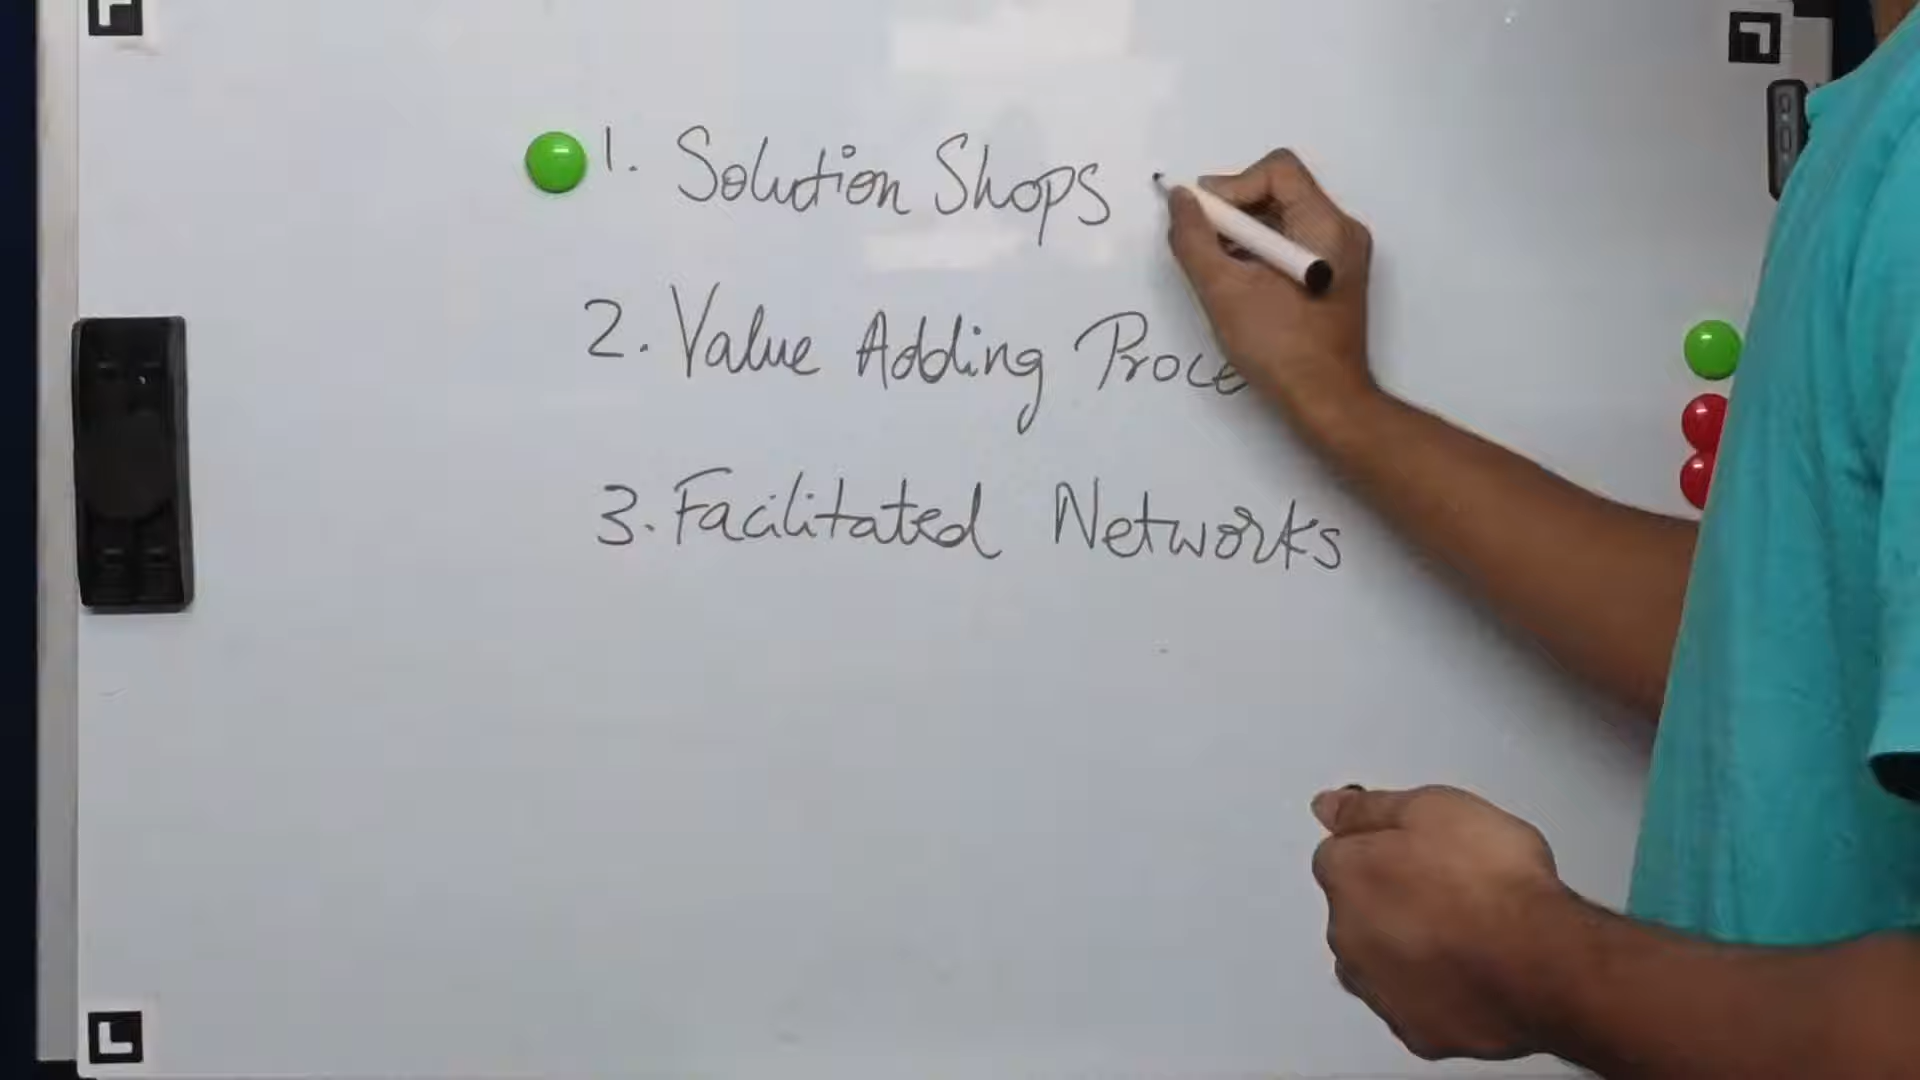 1. Solution Shops
2. Value Adding Proce
3. Facilitated Networks